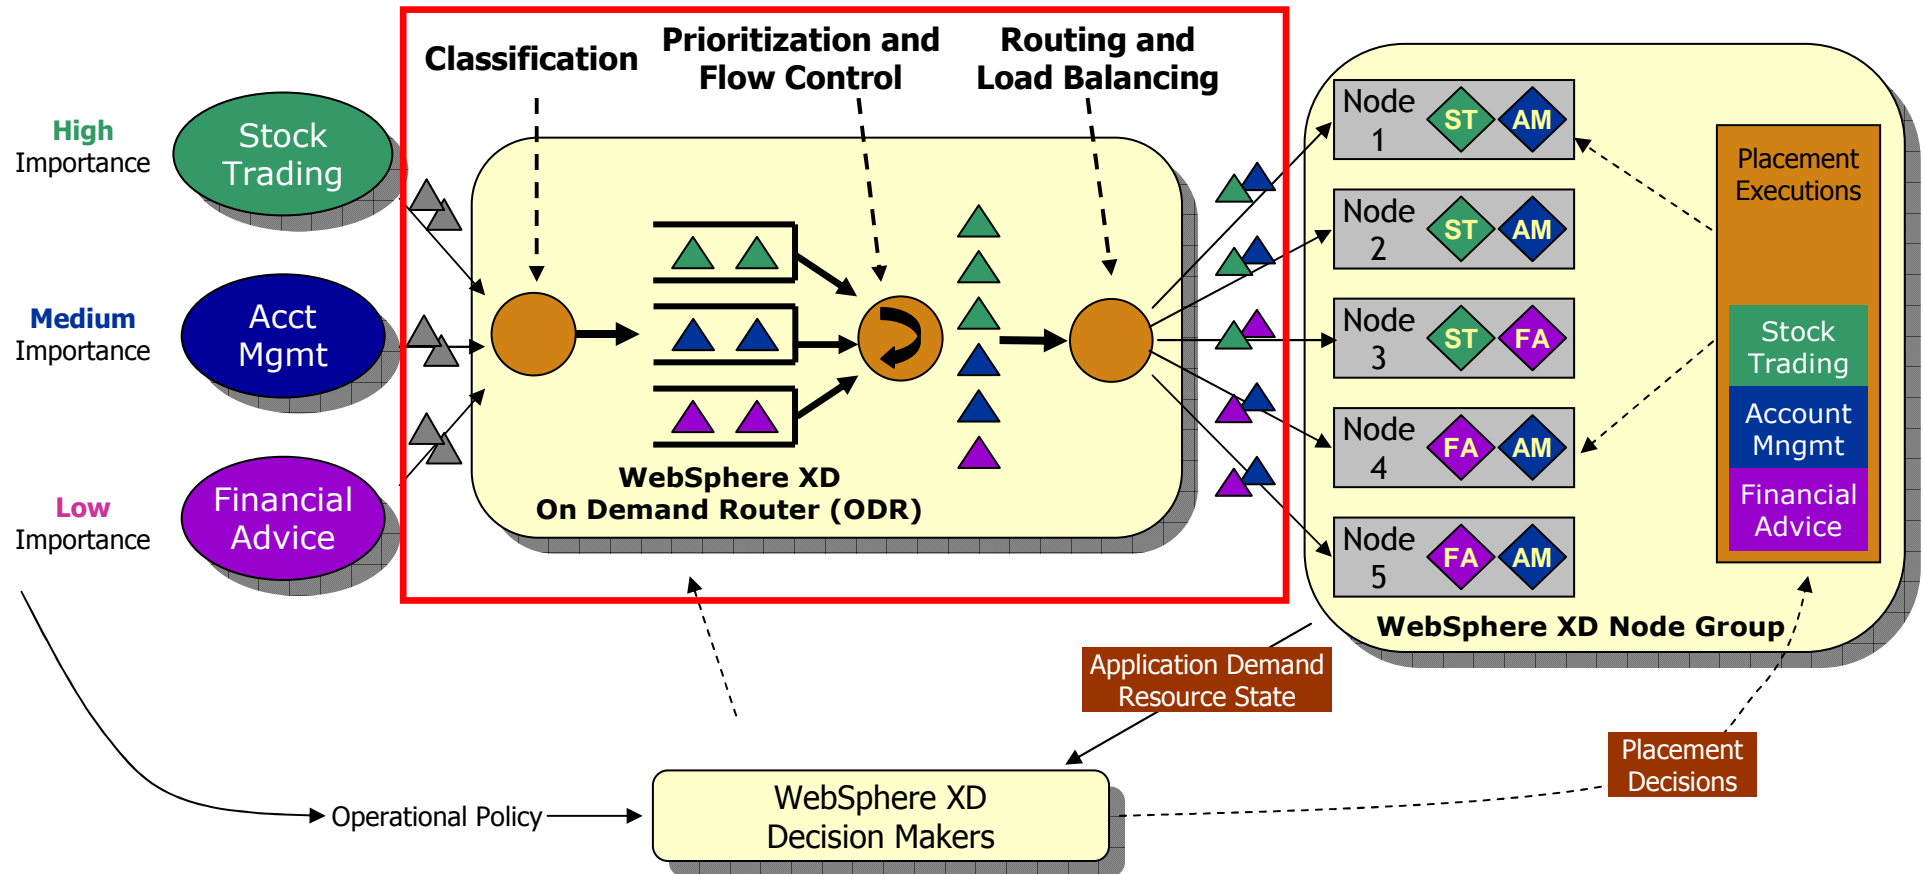 Classification
Prioritization and
Flow Control
Routing and
Load Balancing
High
Importance
Stock
Trading
Medium
Importance
Acct
Mgmt
Low
Importance
Financial
Advice
WebSphere XD
On Demand Router (ODR)
Node
1
ST
AM
Node
2
ST
AM
Node
3
ST
FA
Node
4
FA
AM
Node
5
FA
AM
Placement
Executions
Stock
Trading
Account
Mngmt
Financial
Advice
WebSphere XD Node Group
Application Demand
Resource State
Placement
Decisions
Operational Policy
WebSphere XD
Decision Makers